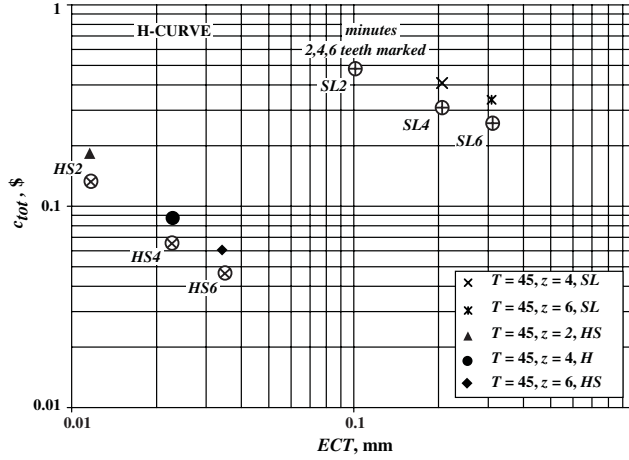 1
H-CURVE
minutes
2,4,6 teeth marked
SL2
SL4
SL6
HS2
HS4
HS6
c_tot , $
0.1
0.01
0.01
0.1
1
ECT, mm
T = 45, z = 4, SL
T = 45, z = 6, SL
T = 45, z = 2, HS
T = 45, z = 4, H
T = 45, z = 6, HS